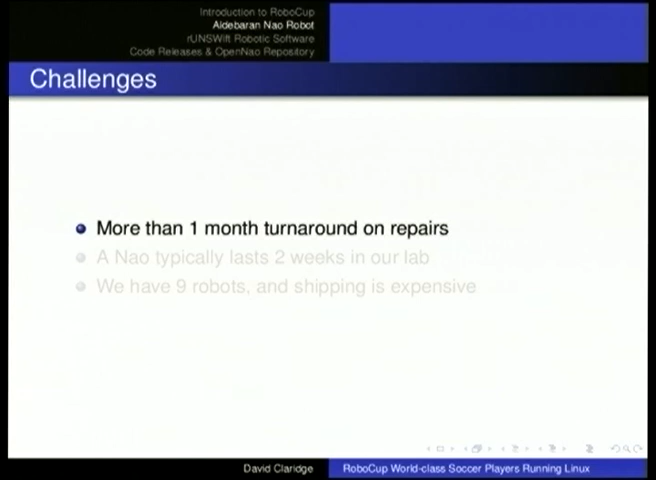 Introduction to RoboCup
Aldebaran Nao Robot
rUNSWift Robotic Software
Code Releases & OpenNao Repository
Challenges
More than 1 month turnaround on repairs
A Nao typically lasts 2 weeks in our lab
We have 9 robots, and shipping is expensive
David Claridge
RoboCup World-class Soccer Players Running Linux